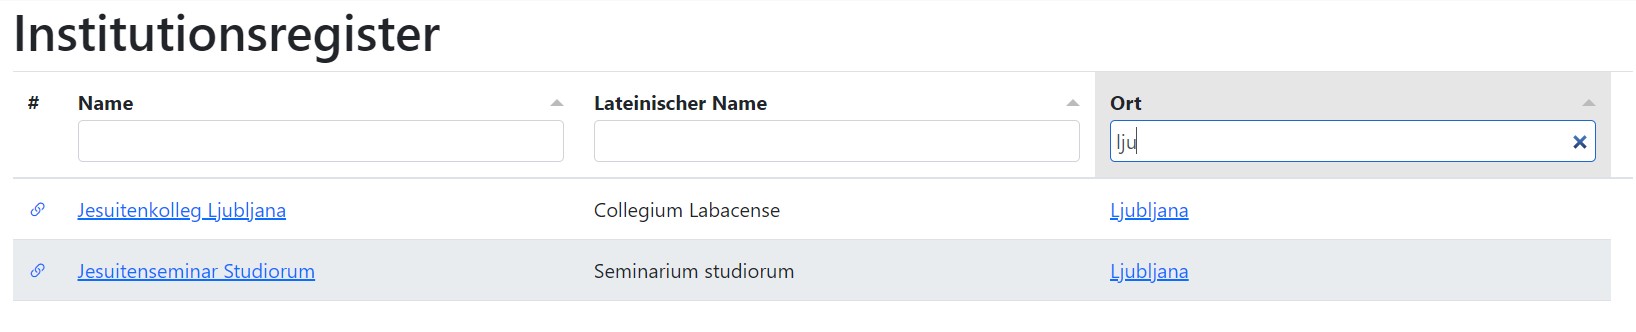 Institutionsregister
# Name Lateinischer Name Ort
lju
Jesuitenkolleg Ljubljana Collegium Labacense Ljubljana
Jesuitenseminar Studiorum Seminarium studiorum Ljubljana